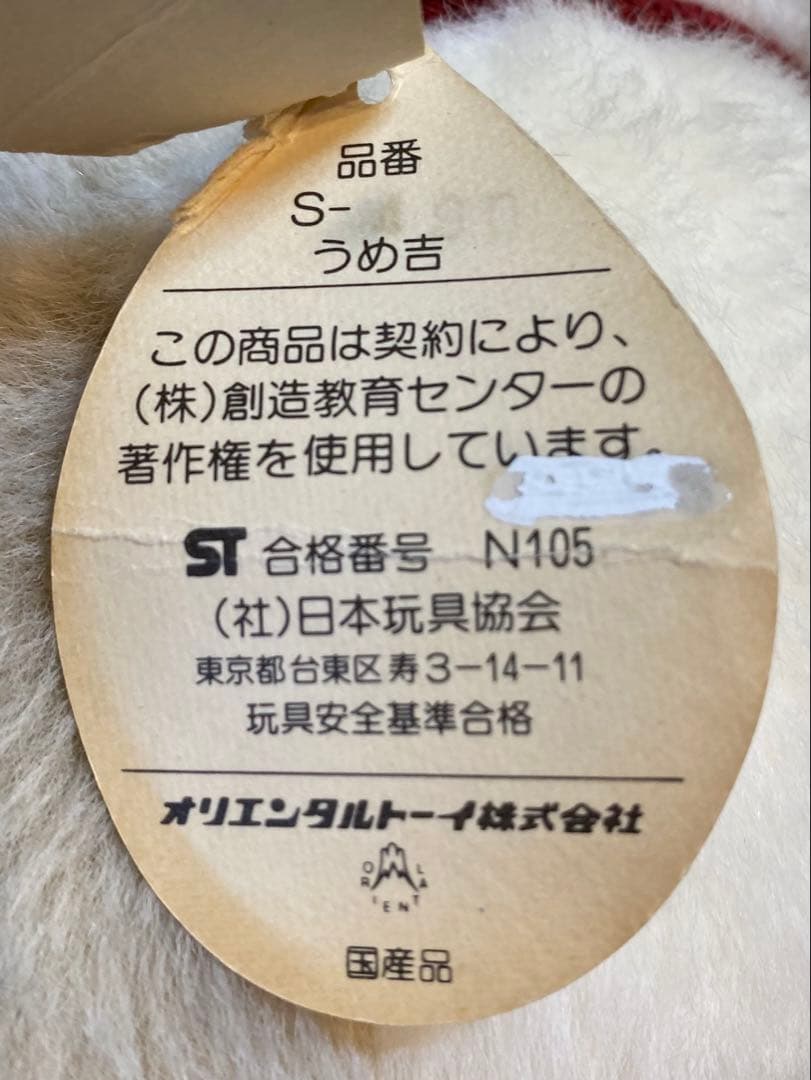 品番
S-
うめ吉
この商品は契約により、
(株)創造教育センターの
著作権を使用しています。
ST 合格番号 N105
(社)日本玩具協会
東京都台東区寿3-14-11
玩具安全基準合格
オリエンタルトーイ株式会社
ORIENTAL
国産品